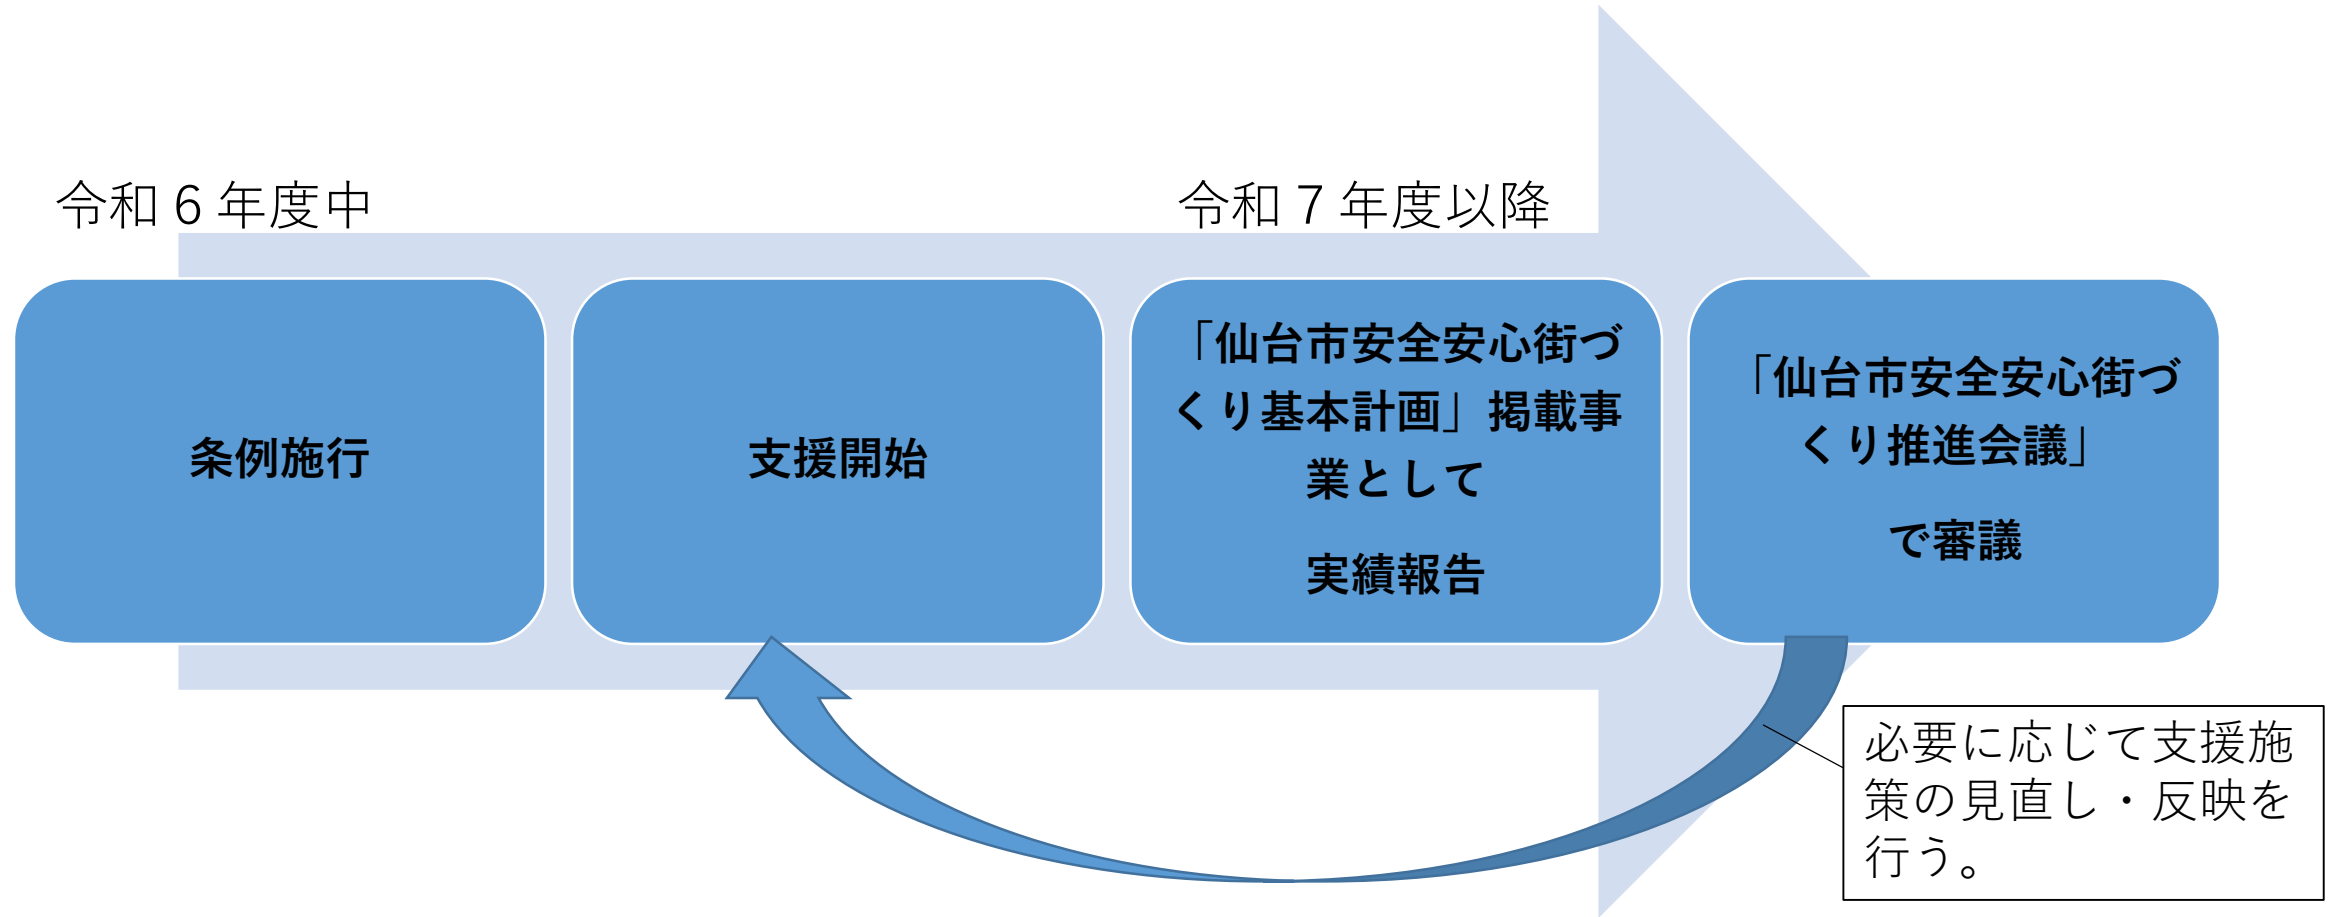 令和６年度中
令和７年度以降
条例施行
支援開始
「仙台市安全安心街づ
くり基本計画」掲載事
業として
実績報告
「仙台市安全安心街づ
くり推進会議」
で審議
必要に応じて支援施
策の見直し・反映を
行う。